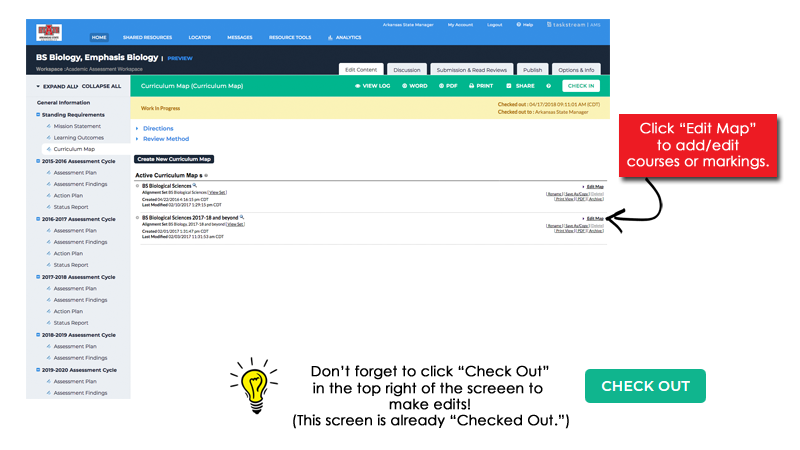 Arkansas State Manager My Account Logout Help taskstream | AMS
HOME SHARED RESOURCES LOCATOR MESSAGES RESOURCE TOOLS ANALYTICS
BS Biology, Emphasis Biology | PREVIEW
Workspace : Academic Assessment Workspace
Edit Content Discussion Submission & Read Reviews Publish Options & Info
EXPAND ALL/ COLLAPSE ALL
Curriculum Map (Curriculum Map)
VIEW LOG WORD PDF PRINT SHARE CHECK IN
General Information
Standing Requirements
Mission Statement
Learning Outcomes
Curriculum Map
2015-2016 Assessment Cycle
Assessment Plan
Assessment Findings
Action Plan
Status Report
2016-2017 Assessment Cycle
Assessment Plan
Assessment Findings
Action Plan
Status Report
2017-2018 Assessment Cycle
Assessment Plan
Assessment Findings
Action Plan
Status Report
2018-2019 Assessment Cycle
Assessment Plan
Assessment Findings
2019-2020 Assessment Cycle
Assessment Plan
Assessment Findings
Work in Progress
Checked out : 04/17/2018 09:11:01 AM (CDT)
Checked out to : Arkansas State Manager
Directions
Review Method
Create New Curriculum Map
Active Curriculum Map s
BS Biological Sciences
Alignment Set BS Biological Sciences [ View Set ]
Created 04/22/2016 4:16:15 pm CDT
Last Modified 02/10/2017 1:29:15 pm CDT
Edit Map
[ Rename ] [ Save As/Copy ] [ Delete]
[ Print View ] [ PDF ] [ Archive ]
BS Biological Sciences 2017-18 and beyond
Alignment Set BS Biology, 2017-18 and beyond [ View Set ]
Created 02/01/2017 1:31:47 pm CDT
Last Modified 02/03/2017 11:31:53 am CDT
Edit Map
[ Rename ] [ Save As/Copy ] [ Delete]
[ Print View ] [ PDF ] [ Archive ]
Click “Edit Map”
to add/edit
courses or markings.
Don’t forget to click “Check Out”
in the top right of the screeen to
make edits!
(This screen is already “Checked Out.”)
CHECK OUT